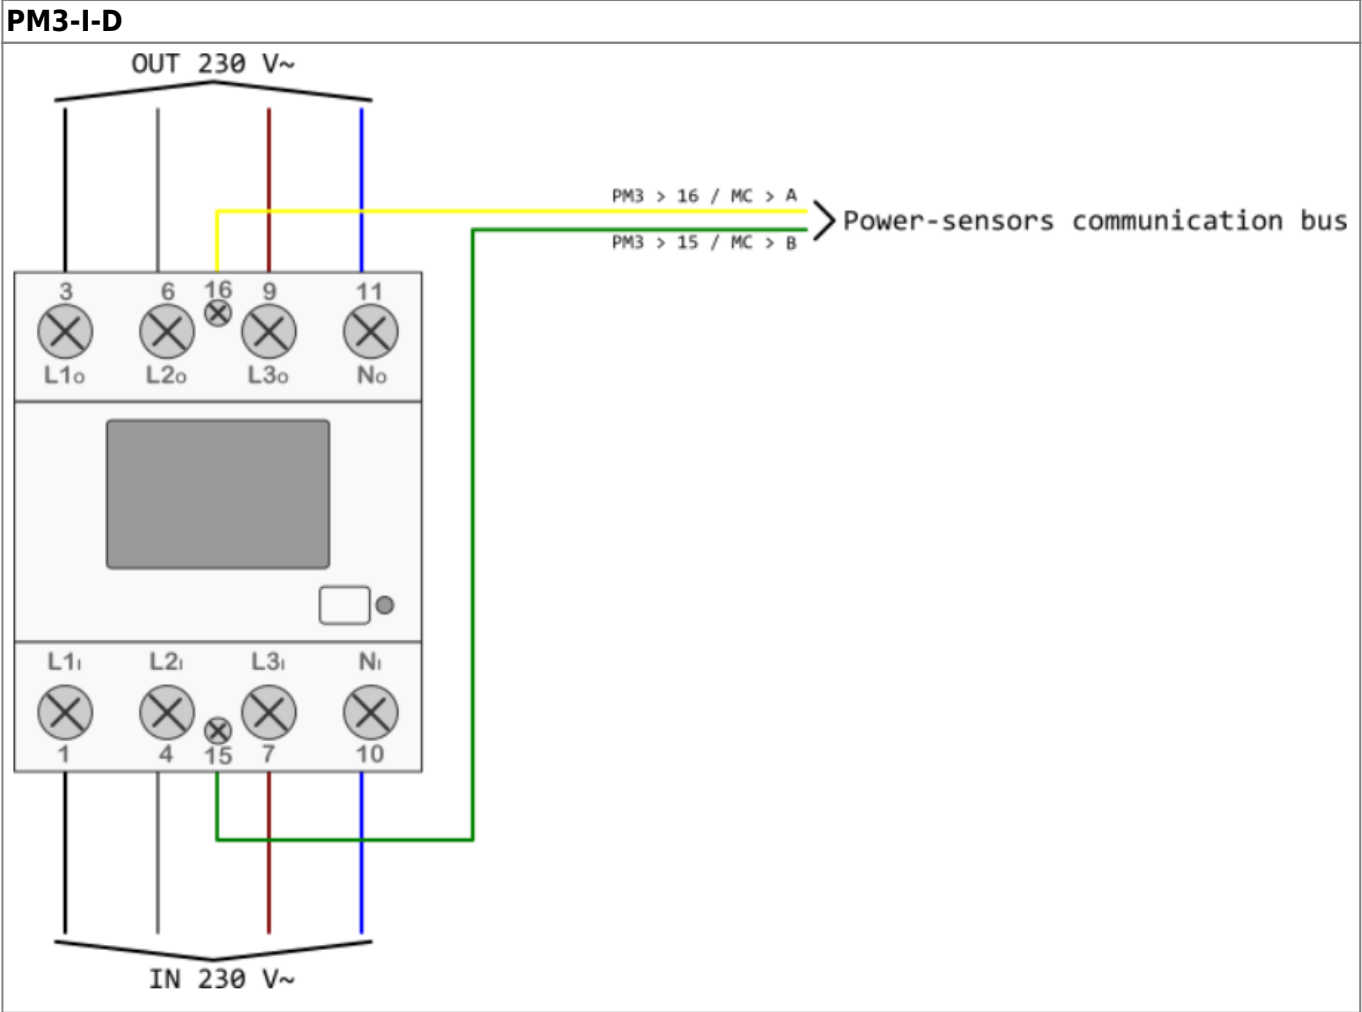 PM3-I-D
OUT 230 V~
PM3 > 16 / MC > A
Power-sensors communication bus
PM3 > 15 / MC > B
3 6 16 9 11
L1o L2o L3o No
L1I L2I L3I NI
1 4 15 7 10
IN 230 V~